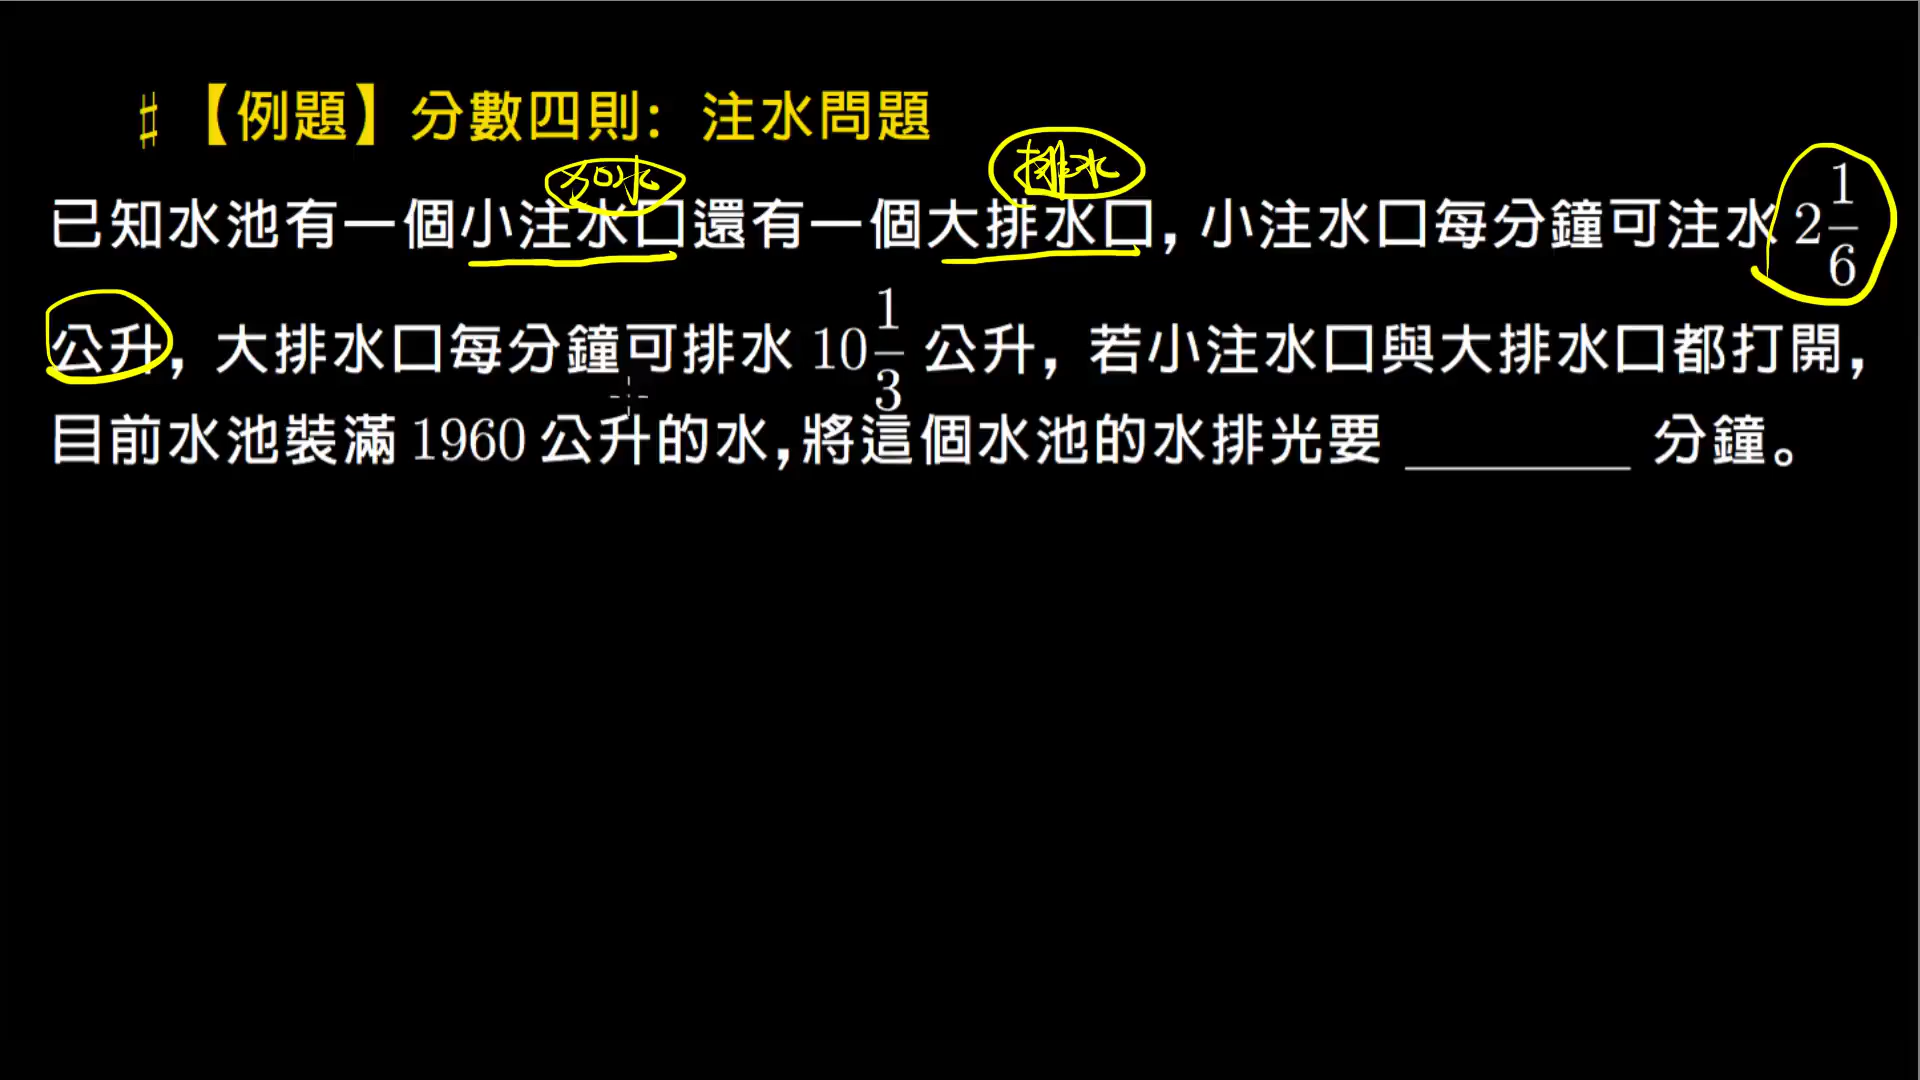 ♯【例題】分數四則：注水問題
加水 排水
已知水池有一個小注水口還有一個大排水口，小注水口每分鐘可注水 2 1/6
公升，大排水口每分鐘可排水 10 1/3 公升，若小注水口與大排水口都打開，
目前水池裝滿 1960 公升的水，將這個水池的水排光要 ________ 分鐘。